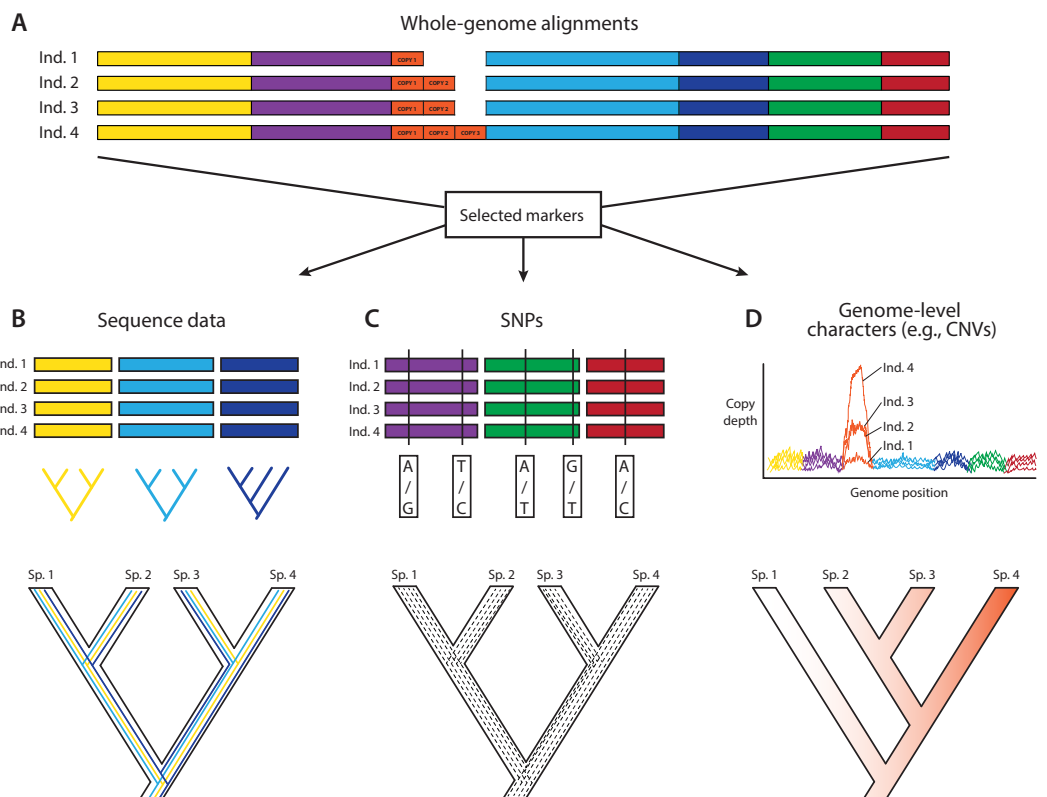 A
Whole-genome alignments
Ind. 1
COPY 1
Ind. 2
COPY 1 COPY 2
Ind. 3
COPY 1 COPY 2
Ind. 4
COPY 1 COPY 2 COPY 3
Selected markers
B
Sequence data
nd. 1
nd. 2
nd. 3
nd. 4
Sp. 1 Sp. 2 Sp. 3 Sp. 4
C
SNPs
Ind. 1
Ind. 2
Ind. 3
Ind. 4
A / G
T / C
A / T
G / T
A / C
Sp. 1 Sp. 2 Sp. 3 Sp. 4
D
Genome-level
characters (e.g., CNVs)
Copy
depth
Ind. 4
Ind. 3
Ind. 2
Ind. 1
Genome position
Sp. 1 Sp. 2 Sp. 3 Sp. 4